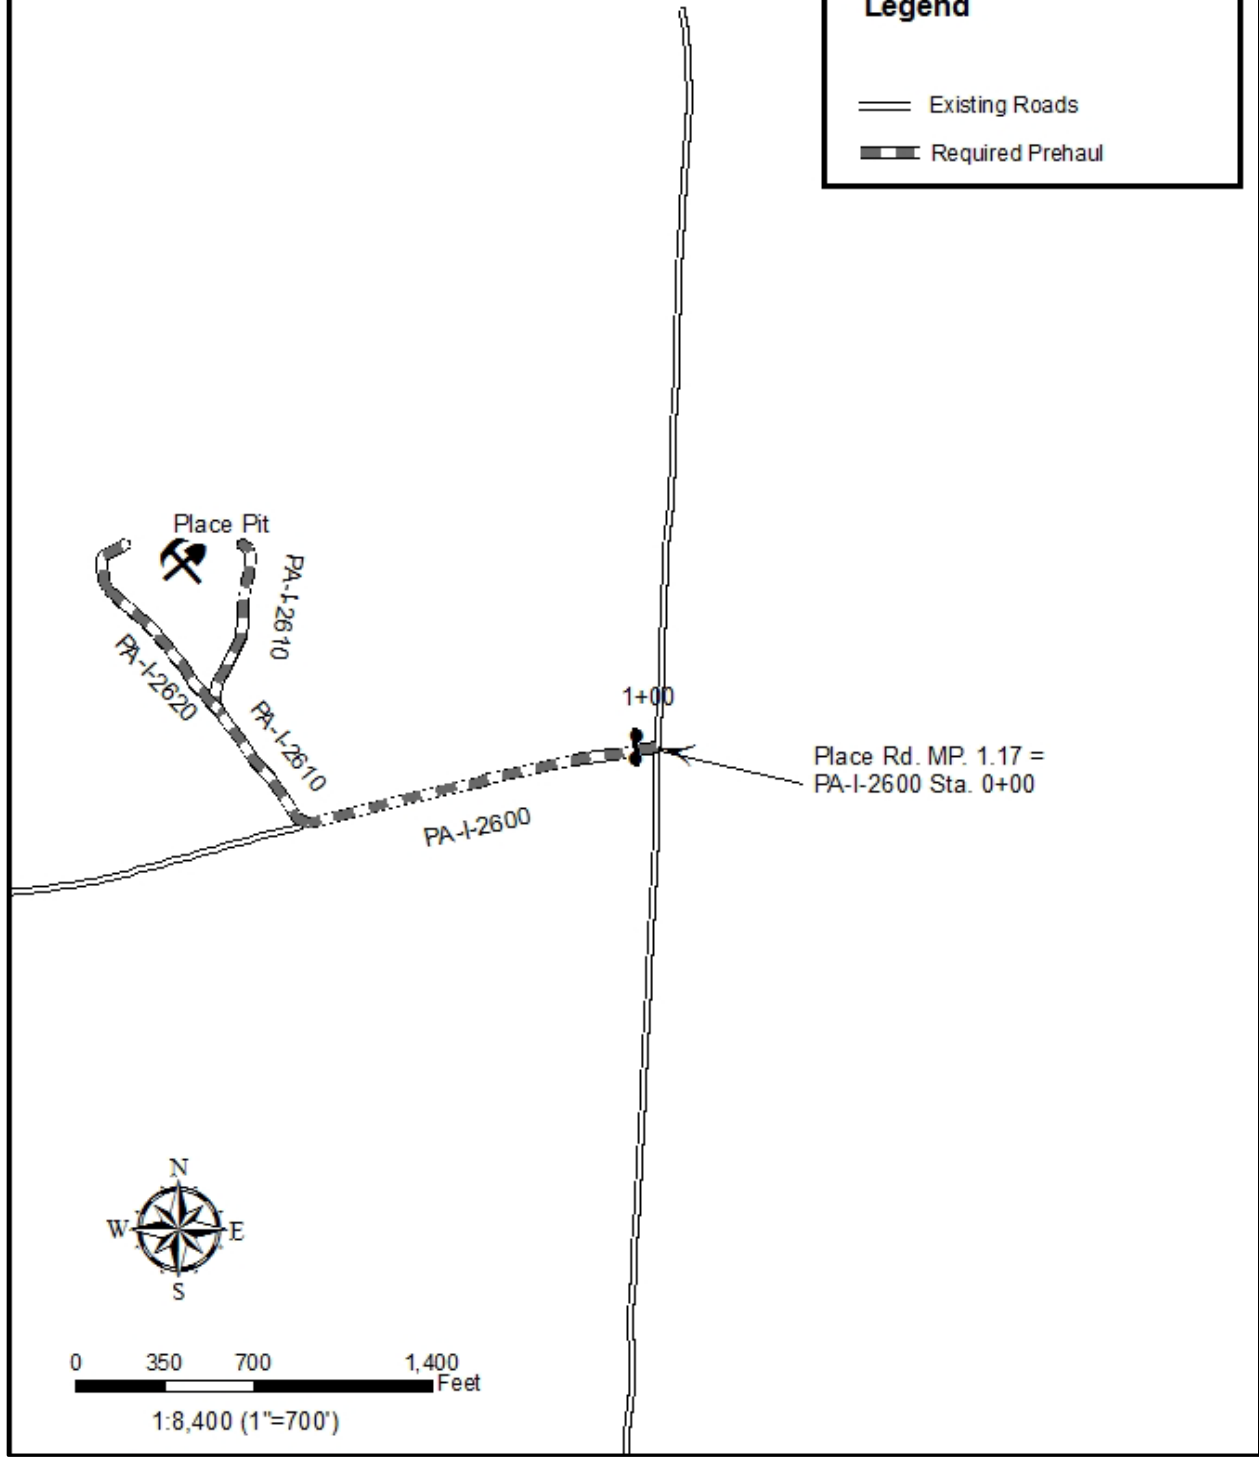 Legend
Existing Roads
Required Prehaul
Place Pit
PA-I-2610
PA-I-2620
PA-I-2610
1+00
Place Rd. MP. 1.17 =
PA-I-2600 Sta. 0+00
PA-I-2600
N
W E
S
0 350 700 1,400
Feet
1:8,400 (1"=700')